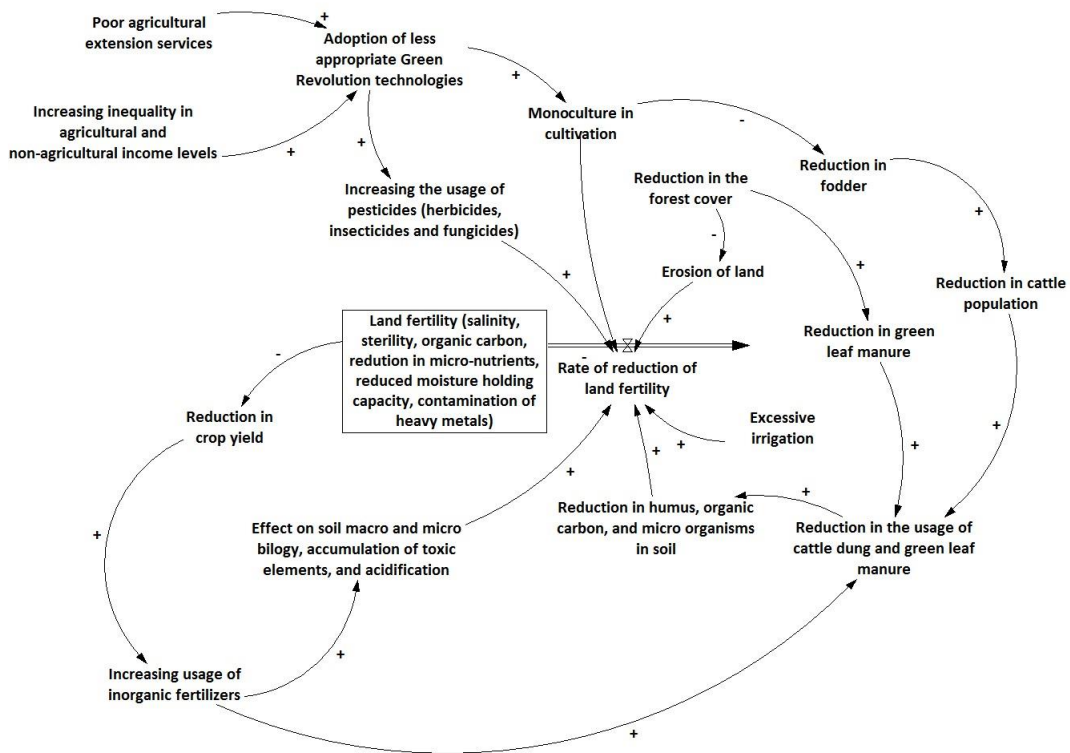 Poor agricultural
extension services
+
Adoption of less
appropriate Green
Revolution technologies
+
Increasing inequality in
agricultural and
non-agricultural income levels
+
+
Monoculture in
cultivation
-
Reduction in
fodder
+
Increasing the usage of
pesticides (herbicides,
insecticides and fungicides)
+
Reduction in the
forest cover
-
+
Erosion of land
+
Reduction in cattle
population
+
Reduction in green
leaf manure
+
Land fertility (salinity,
sterility, organic carbon,
redution in micro-nutrients,
reduced moisture holding
capacity, contamination of
heavy metals)
-
-
Rate of reduction of
land fertility
Reduction in
crop yield
+
Excessive
irrigation
+
+
+
Effect on soil macro and micro
bilogy, accumulation of toxic
elements, and acidification
+
Reduction in humus, organic
carbon, and micro organisms
in soil
+
Reduction in the usage of
cattle dung and green leaf
manure
Increasing usage of
inorganic fertilizers
+